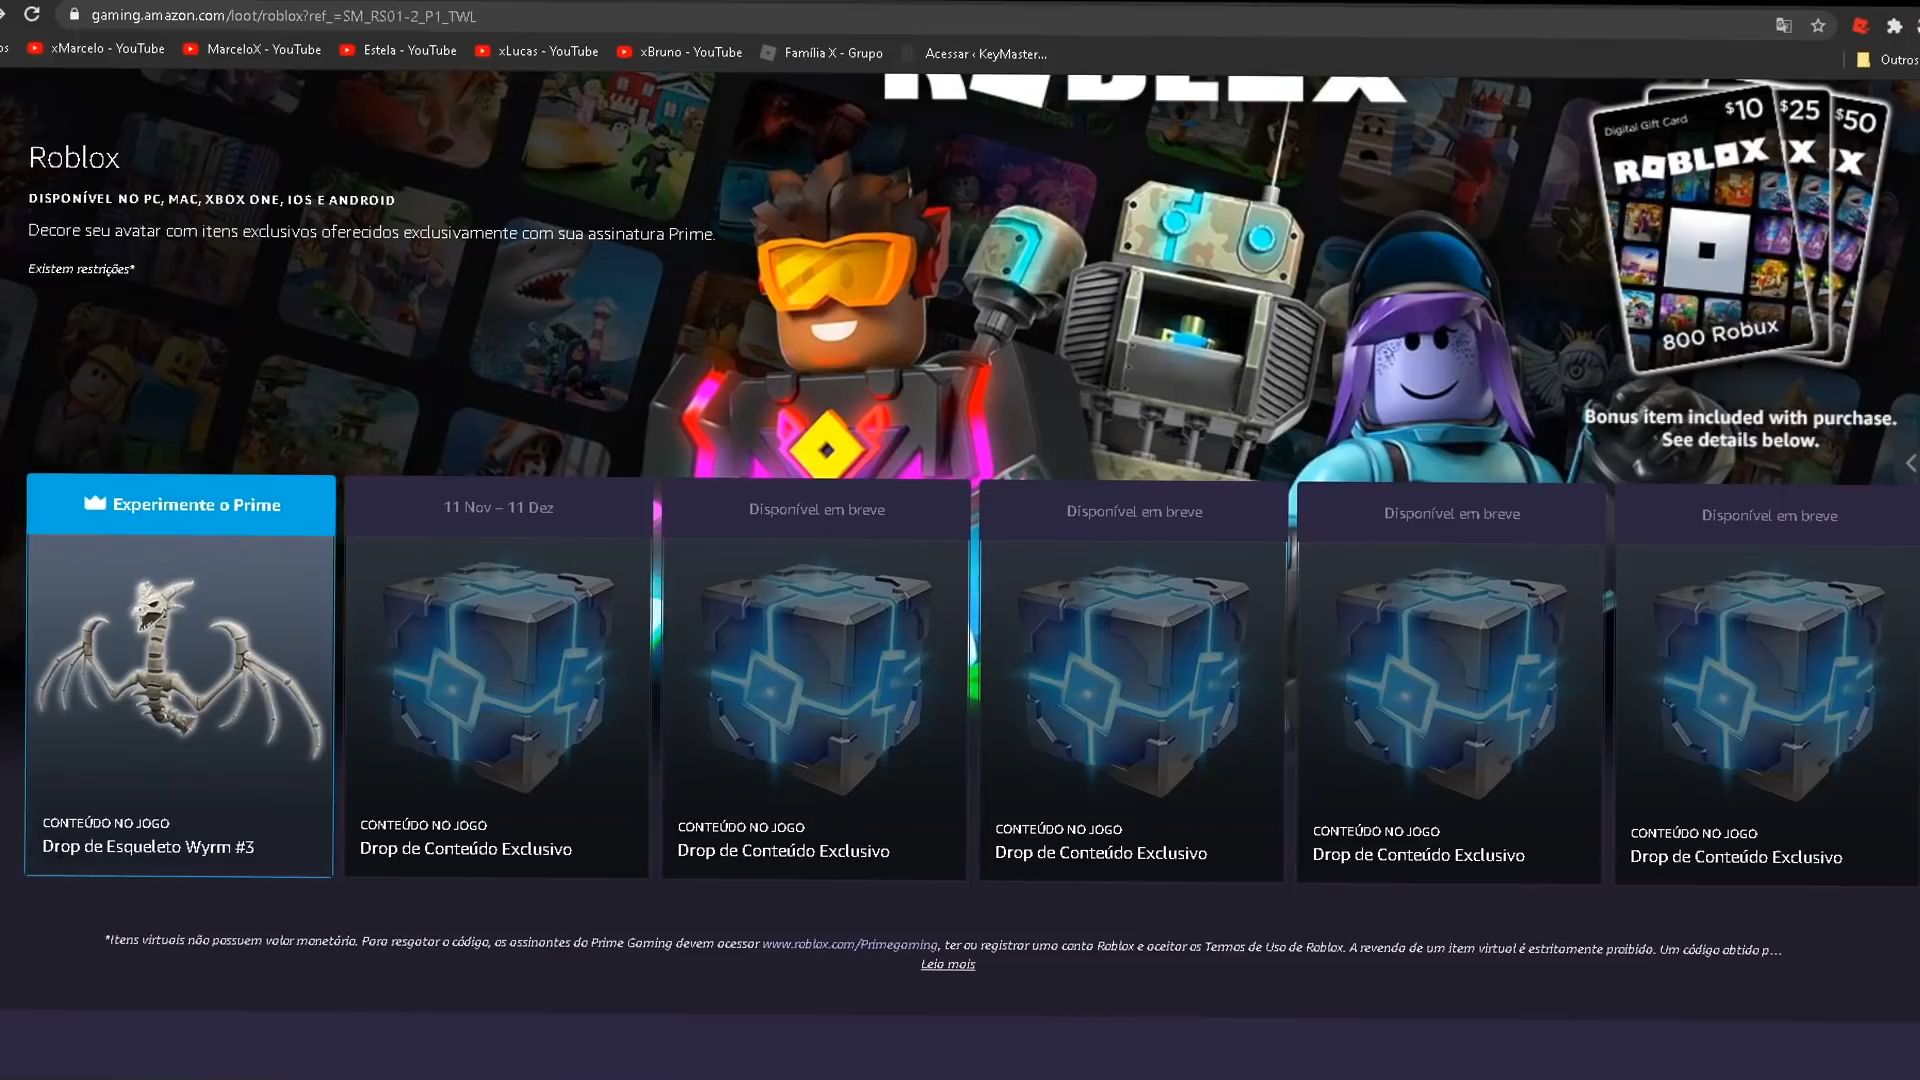 gaming.amazon.com/loot/roblox?ref_=SM_RS01-2_P1_TWL
os xMarcelo - YouTube MarceloX - YouTube Estela - YouTube xLucas - YouTube xBruno - YouTube Família X - Grupo Acessar ‹ KeyMaster... Outros
ROBLOX
Roblox
DISPONÍVEL NO PC, MAC, XBOX ONE, IOS E ANDROID
Decore seu avatar com itens exclusivos oferecidos exclusivamente com sua assinatura Prime.
Existem restrições*
Digital Gift Card $10 $25 $50
ROBLOX X X
800 Robux
Bonus item included with purchase.
See details below.
Experimente o Prime
CONTEÚDO NO JOGO
Drop de Esqueleto Wyrm #3
11 Nov – 11 Dez
CONTEÚDO NO JOGO
Drop de Conteúdo Exclusivo
Disponível em breve
CONTEÚDO NO JOGO
Drop de Conteúdo Exclusivo
Disponível em breve
CONTEÚDO NO JOGO
Drop de Conteúdo Exclusivo
Disponível em breve
CONTEÚDO NO JOGO
Drop de Conteúdo Exclusivo
Disponível em breve
CONTEÚDO NO JOGO
Drop de Conteúdo Exclusivo
*Itens virtuais não possuem valor monetário. Para resgatar o código, os assinantes do Prime Gaming devem acessar www.roblox.com/Primegaming, ter ou registrar uma conta Roblox e aceitar os Termos de Uso de Roblox. A revenda de um item virtual é estritamente proibida. Um código obtido p...
Leia mais